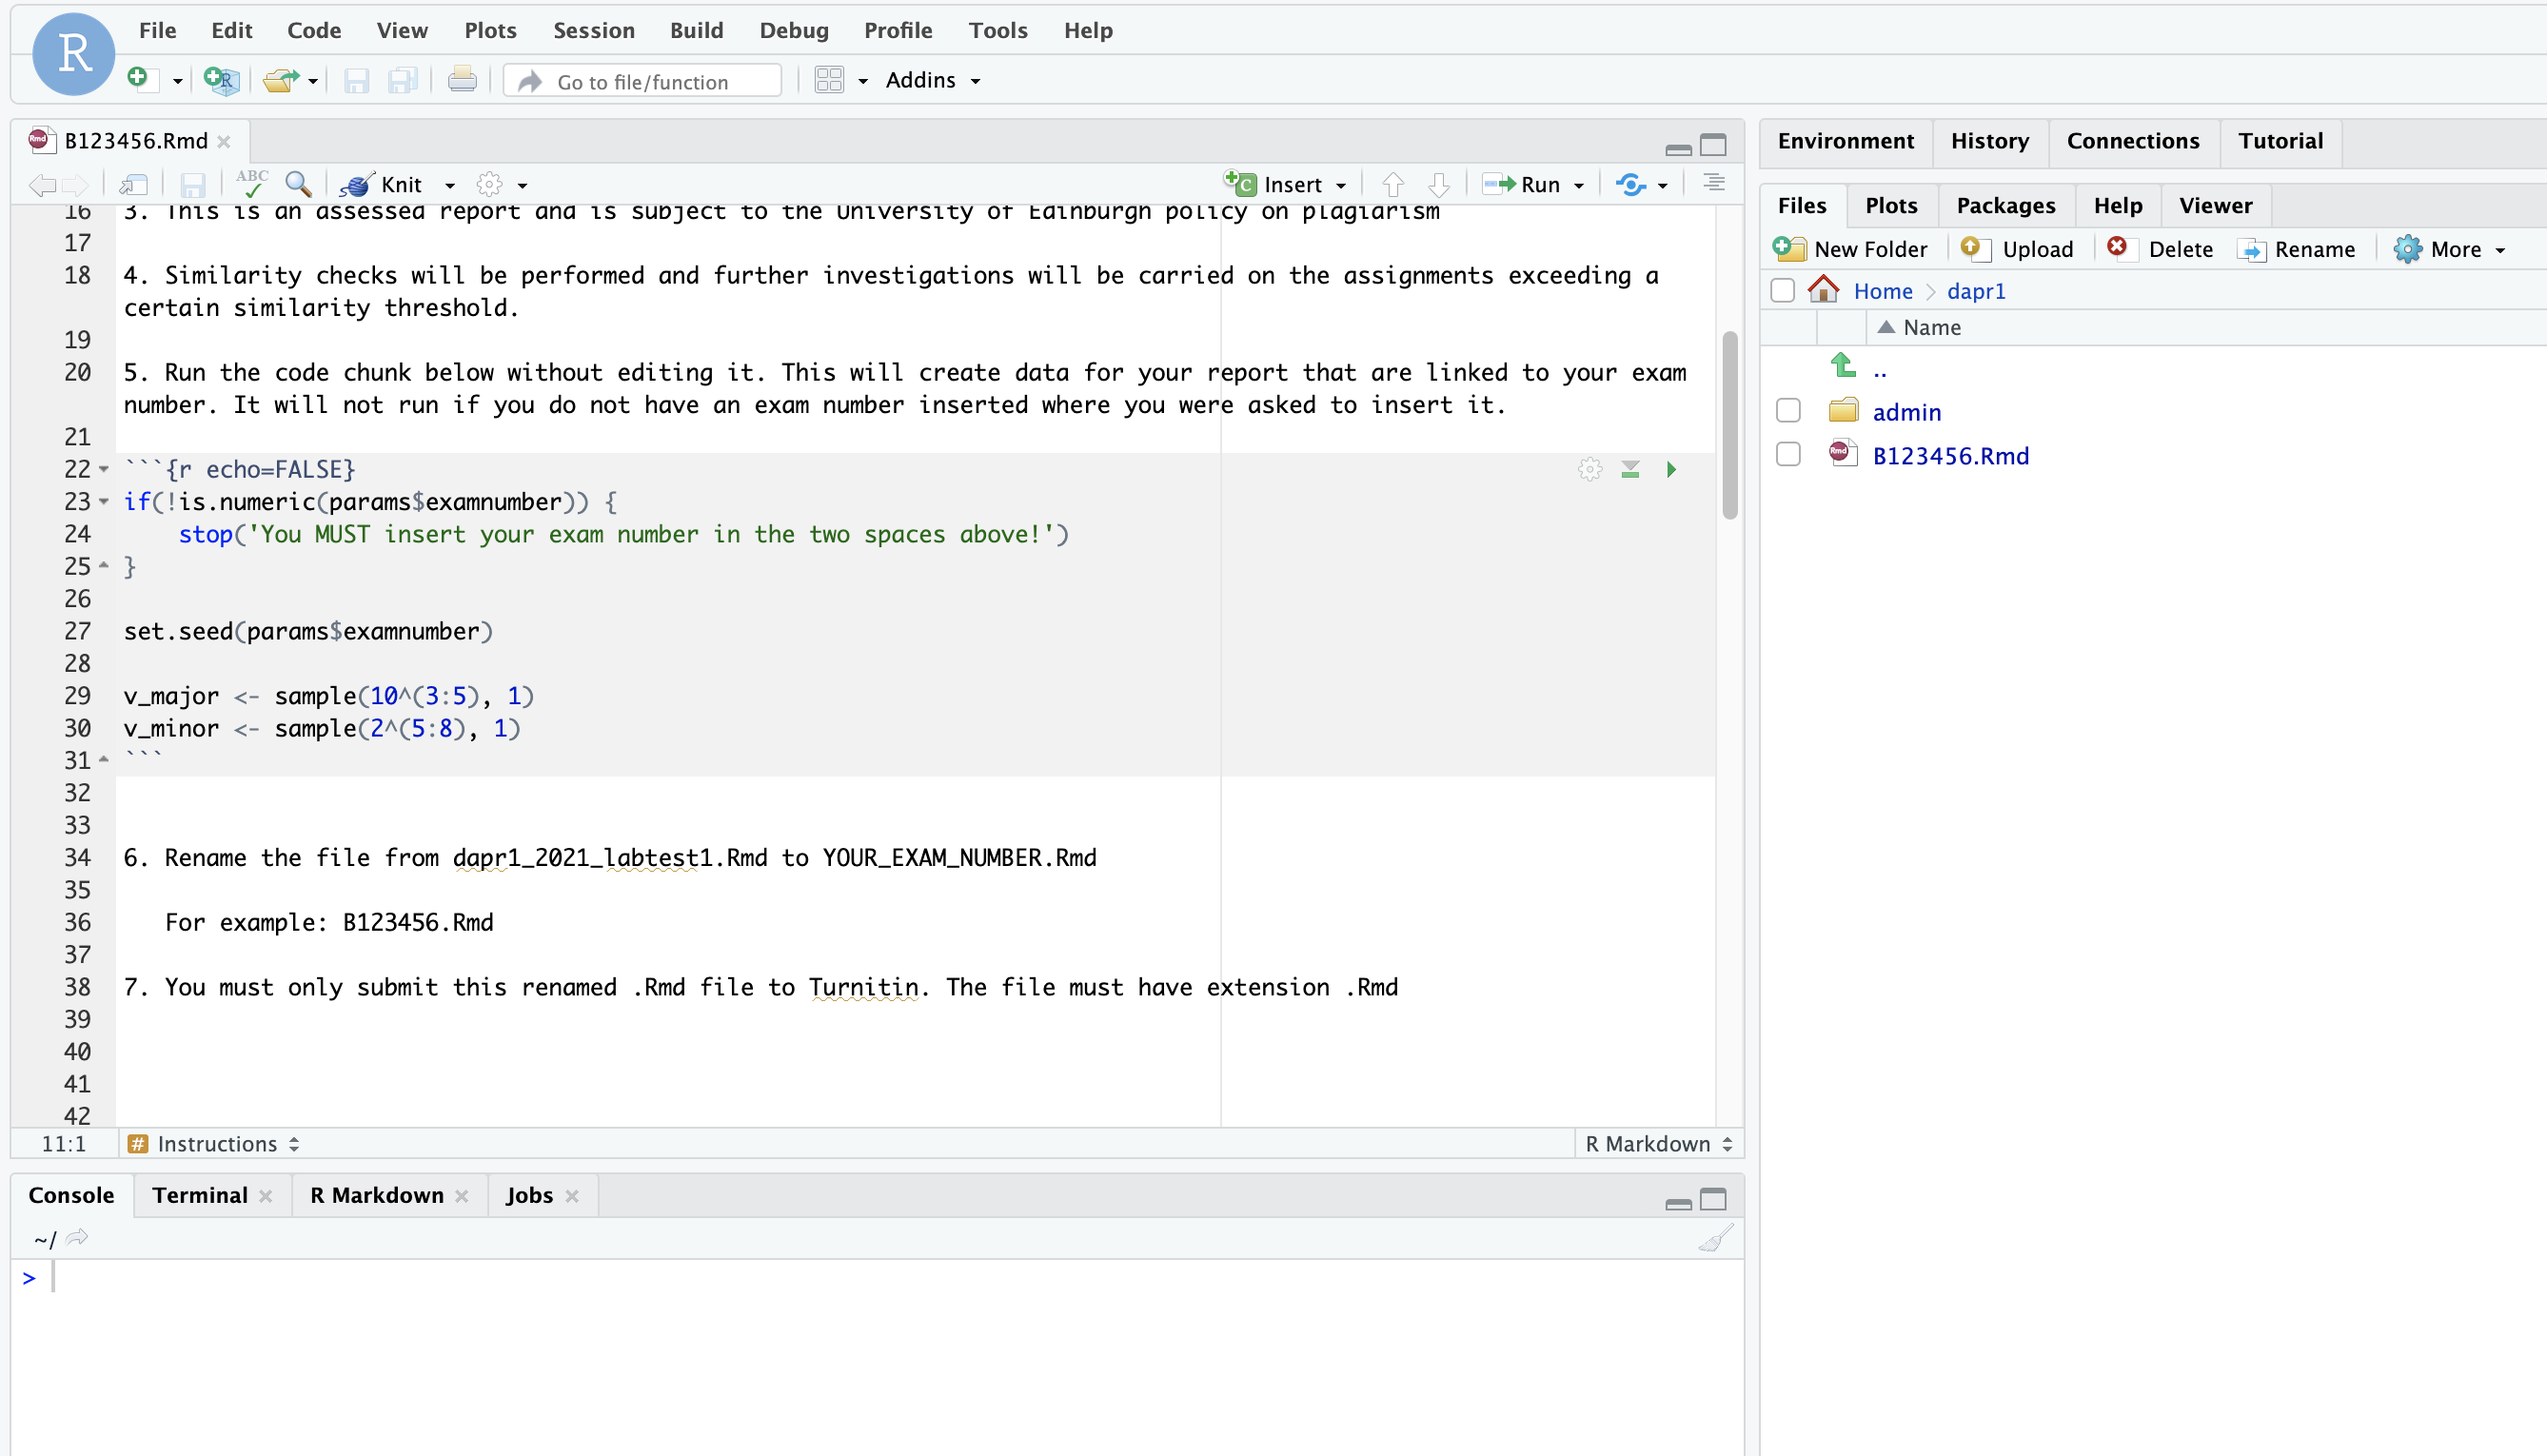 R
File Edit Code View Plots Session Build Debug Profile Tools Help
Go to file/function Addins
B123456.Rmd
ABC Knit Insert Run
16 3. This is an assessed report and is subject to the University of Edinburgh policy on plagiarism
17
18 4. Similarity checks will be performed and further investigations will be carried on the assignments exceeding a
certain similarity threshold.
19
20 5. Run the code chunk below without editing it. This will create data for your report that are linked to your exam
number. It will not run if you do not have an exam number inserted where you were asked to insert it.
21
22 ```{r echo=FALSE}
23 if(!is.numeric(params$examnumber)) {
24     stop('You MUST insert your exam number in the two spaces above!')
25 }
26
27 set.seed(params$examnumber)
28
29 v_major <- sample(10^(3:5), 1)
30 v_minor <- sample(2^(5:8), 1)
31 ```
32
33
34 6. Rename the file from dapr1_2021_labtest1.Rmd to YOUR_EXAM_NUMBER.Rmd
35
36    For example: B123456.Rmd
37
38 7. You must only submit this renamed .Rmd file to Turnitin. The file must have extension .Rmd
39
40
41
42
11:1 # Instructions R Markdown
Console Terminal R Markdown Jobs
~/
>
Environment History Connections Tutorial
Files Plots Packages Help Viewer
New Folder Upload Delete Rename More
Home dapr1
Name
..
admin
B123456.Rmd